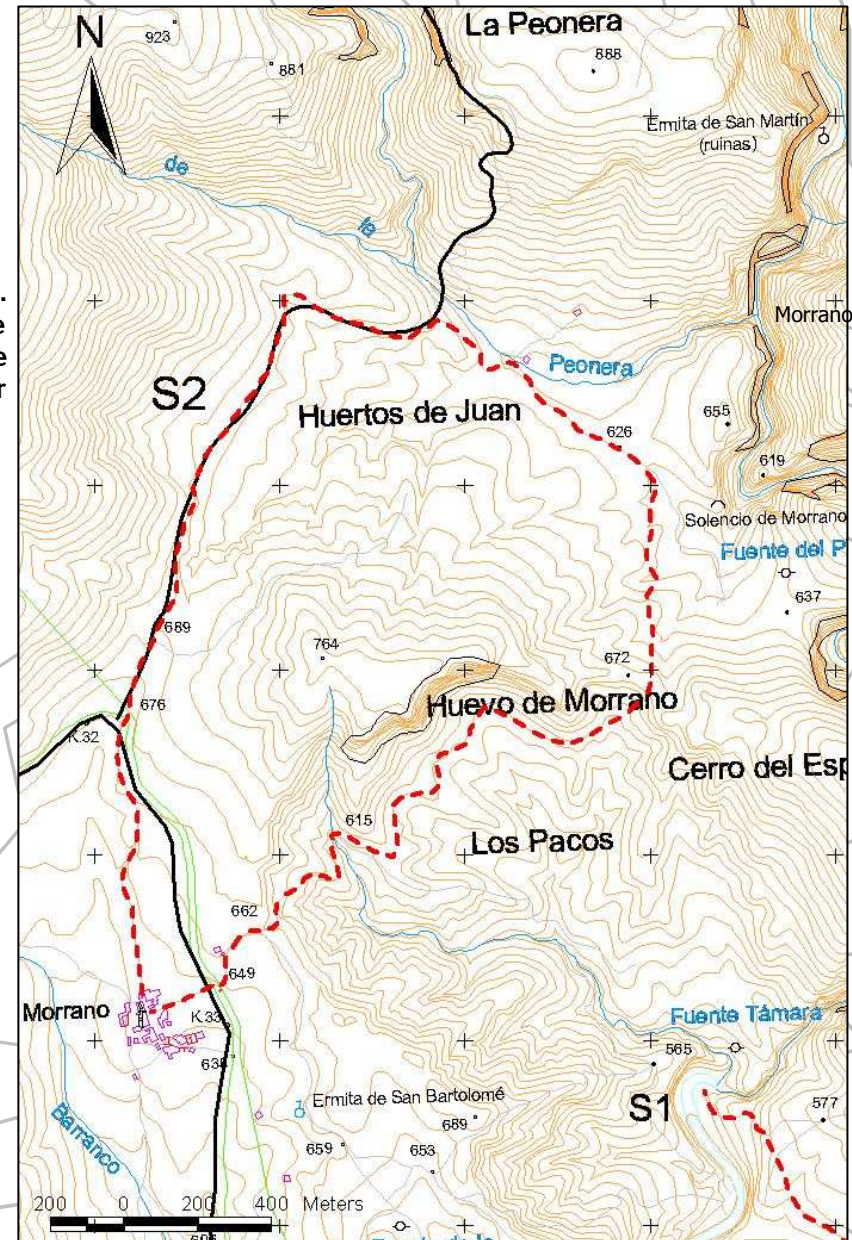 N
923
881
La Peonera
888
Ermita de San Martín
(ruinas)
de
la
.
e
e
r
Morrano
S2
Peonera
Huertos de Juan
655
626
619
Solencio de Morrano
Fuente del P
637
689
764
672
676
Huevo de Morrano
K.32
Cerro del Esp
615
Los Pacos
662
649
Morrano
K.33
638
Fuente Támara
565
Ermita de San Bartolomé
S1
577
689
Barranco
659
653
200 0 200 400 Meters